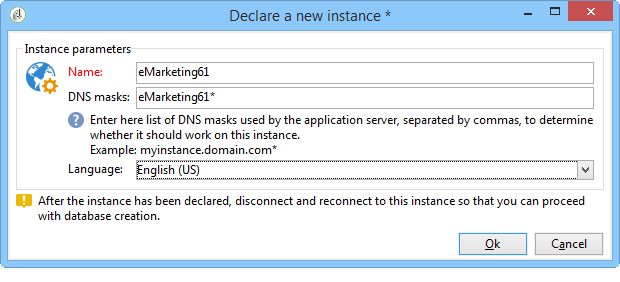 Declare a new instance *
Instance parameters
Name: eMarketing61
DNS masks: eMarketing61*
Enter here list of DNS masks used by the application server, separated by commas, to determine
whether it should work on this instance.
Example: myinstance.domain.com*
Language: English (US)
After the instance has been declared, disconnect and reconnect to this instance so that you can proceed
with database creation.
Ok Cancel